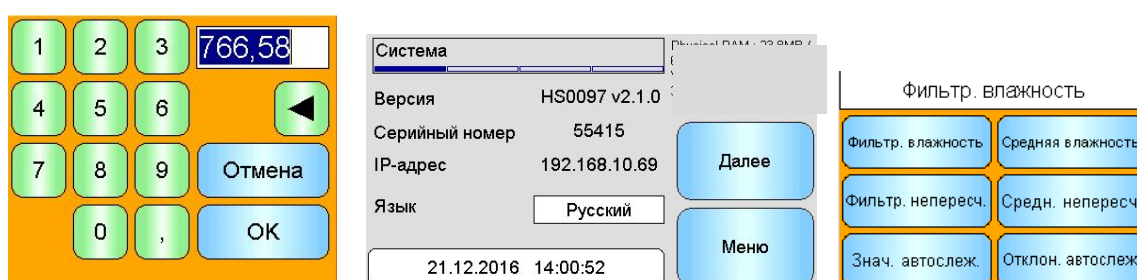 1 2 3 766,58
4 5 6
7 8 9 Отмена
0 , OK
Система
Версия HS0097 v2.1.0
Серийный номер 55415
IP-адрес 192.168.10.69
Язык Русский
21.12.2016 14:00:52
Далее
Меню
Фильтр. влажность
Фильтр. влажность Средняя влажность
Фильтр. непересч. Средн. непересч
Знач. автослеж. Отклон. автослеж